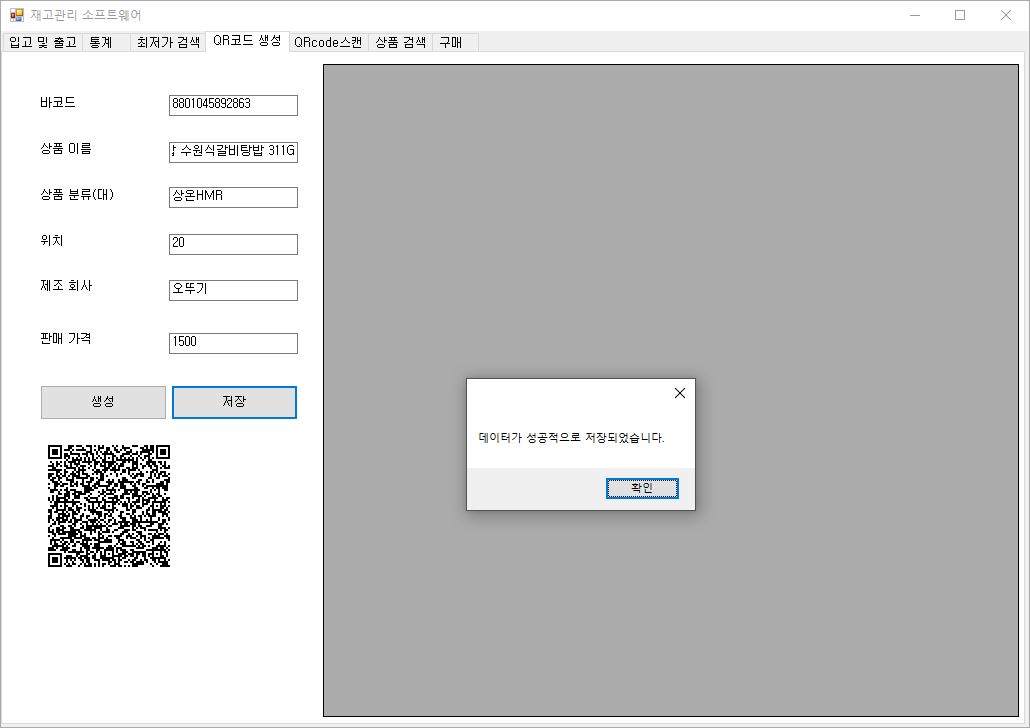 재고관리 소프트웨어
입고 및 출고 통계 최저가 검색 QR코드 생성 QRcode스캔 상품 검색 구매
바코드 8801045892863
상품 이름 수원식갈비탕밥 311G
상품 분류(대) 상온HMR
위치 20
제조 회사 오뚜기
판매 가격 1500
생성 저장
데이터가 성공적으로 저장되었습니다.
확인